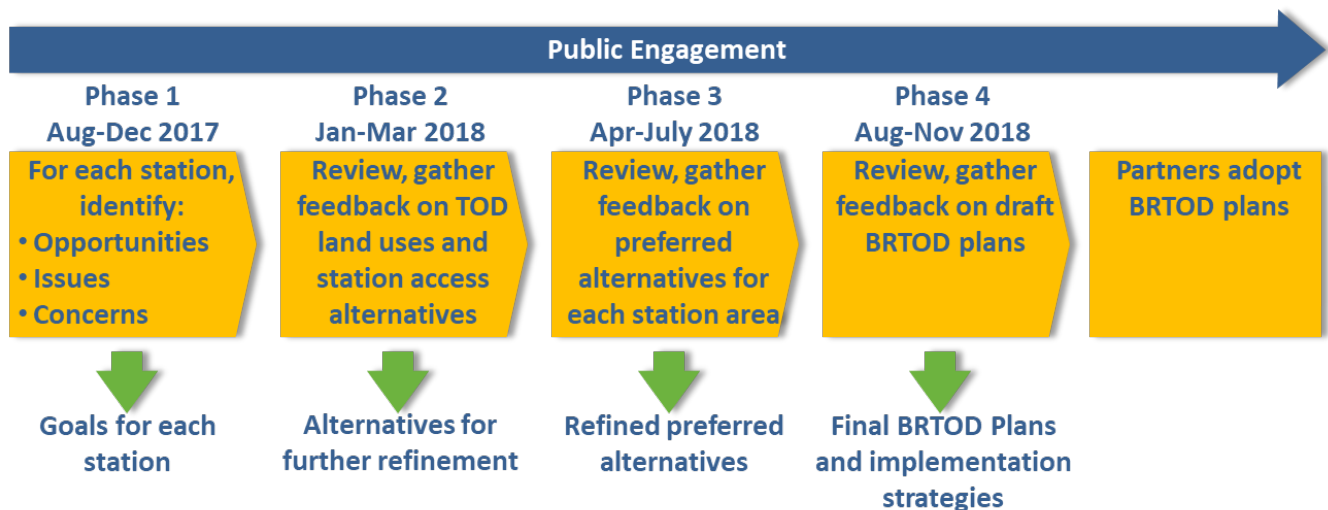 Public Engagement
Phase 1
Aug-Dec 2017
For each station,
identify:
• Opportunities
• Issues
• Concerns
Goals for each
station
Phase 2
Jan-Mar 2018
Review, gather
feedback on TOD
land uses and
station access
alternatives
Alternatives for
further refinement
Phase 3
Apr-July 2018
Review, gather
feedback on
preferred
alternatives for
each station area
Refined preferred
alternatives
Phase 4
Aug-Nov 2018
Review, gather
feedback on draft
BRTOD plans
Final BRTOD Plans
and implementation
strategies
Partners adopt
BRTOD plans